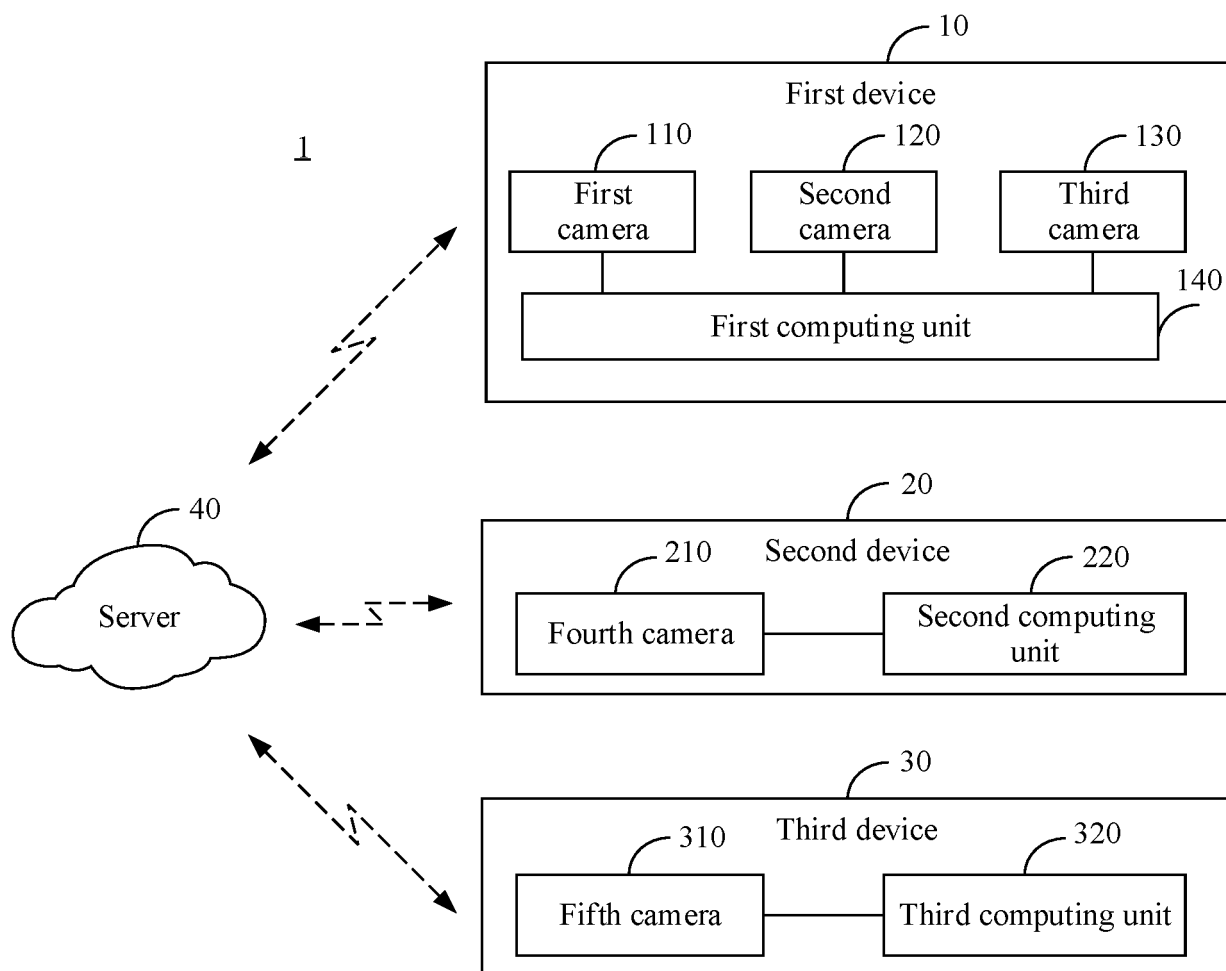 10
First device
1
110
120
130
First
camera
Second
camera
Third
camera
140
First computing unit
20
40
Second device
210
220
Server
Fourth camera
Second computing
unit
30
Third device
310
320
Fifth camera
Third computing unit